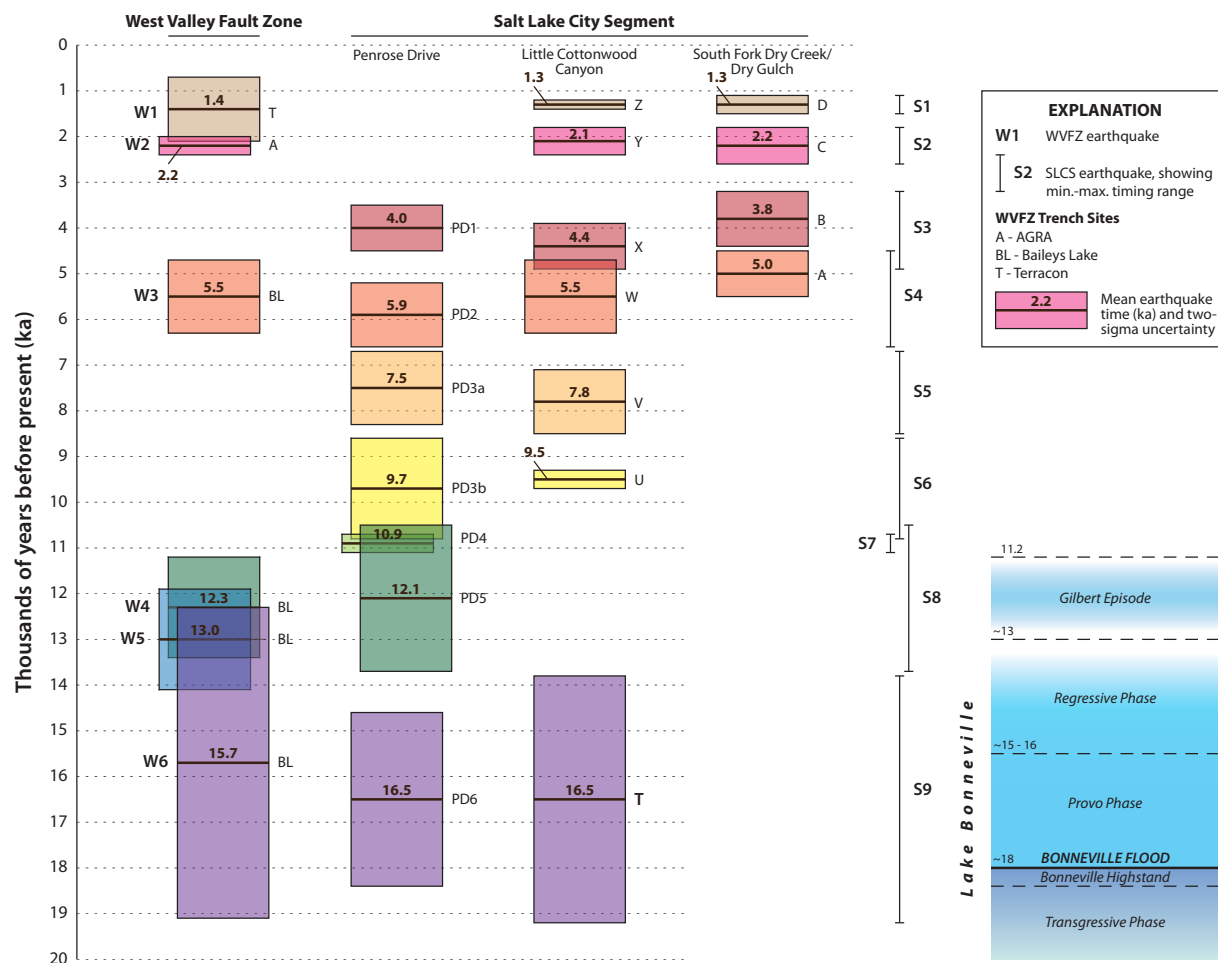 West Valley Fault Zone
Salt Lake City Segment
Penrose Drive
Little Cottonwood
Canyon
South Fork Dry Creek/
Dry Gulch
Thousands of years before present (ka)
0
1
2
3
4
5
6
7
8
9
10
11
12
13
14
15
16
17
18
19
20
W1
1.4
T
W2
A
2.2
W3
5.5
BL
W4
12.3
BL
W5
13.0
BL
W6
15.7
BL
4.0
PD1
5.9
PD2
7.5
PD3a
9.7
PD3b
10.9
PD4
12.1
PD5
16.5
PD6
1.3
Z
2.1
Y
4.4
X
5.5
W
7.8
V
9.5
U
16.5
T
1.3
D
2.2
C
3.8
B
5.0
A
S1
S2
S3
S4
S5
S6
S7
S8
S9
EXPLANATION
W1 WVFZ earthquake
S2 SLCS earthquake, showing
min.-max. timing range
WVFZ Trench Sites
A - AGRA
BL - Baileys Lake
T - Terracon
2.2 Mean earthquake
time (ka) and two-
sigma uncertainty
Lake Bonneville
11.2
Gilbert Episode
~13
Regressive Phase
~15 - 16
Provo Phase
~18 BONNEVILLE FLOOD
Bonneville Highstand
Transgressive Phase